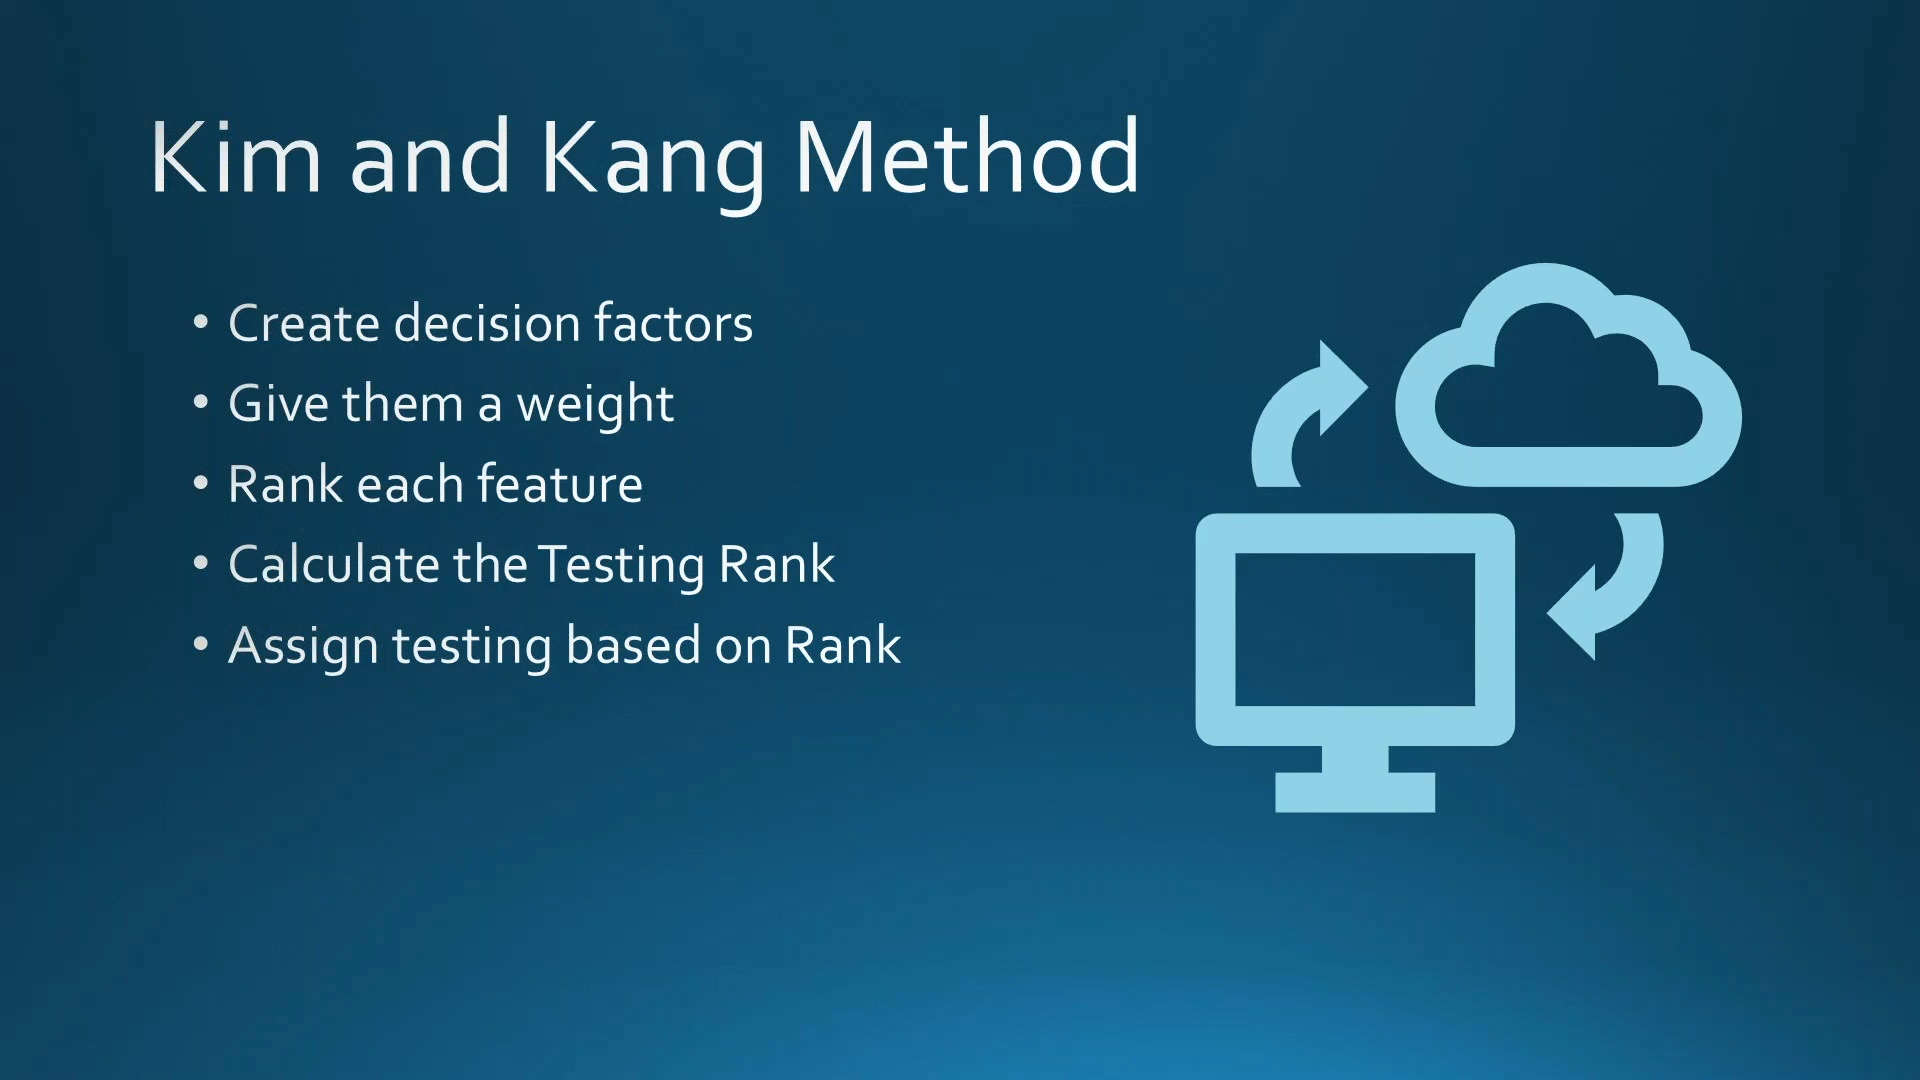 Kim and Kang Method
• Create decision factors
• Give them a weight
• Rank each feature
• Calculate the Testing Rank
• Assign testing based on Rank